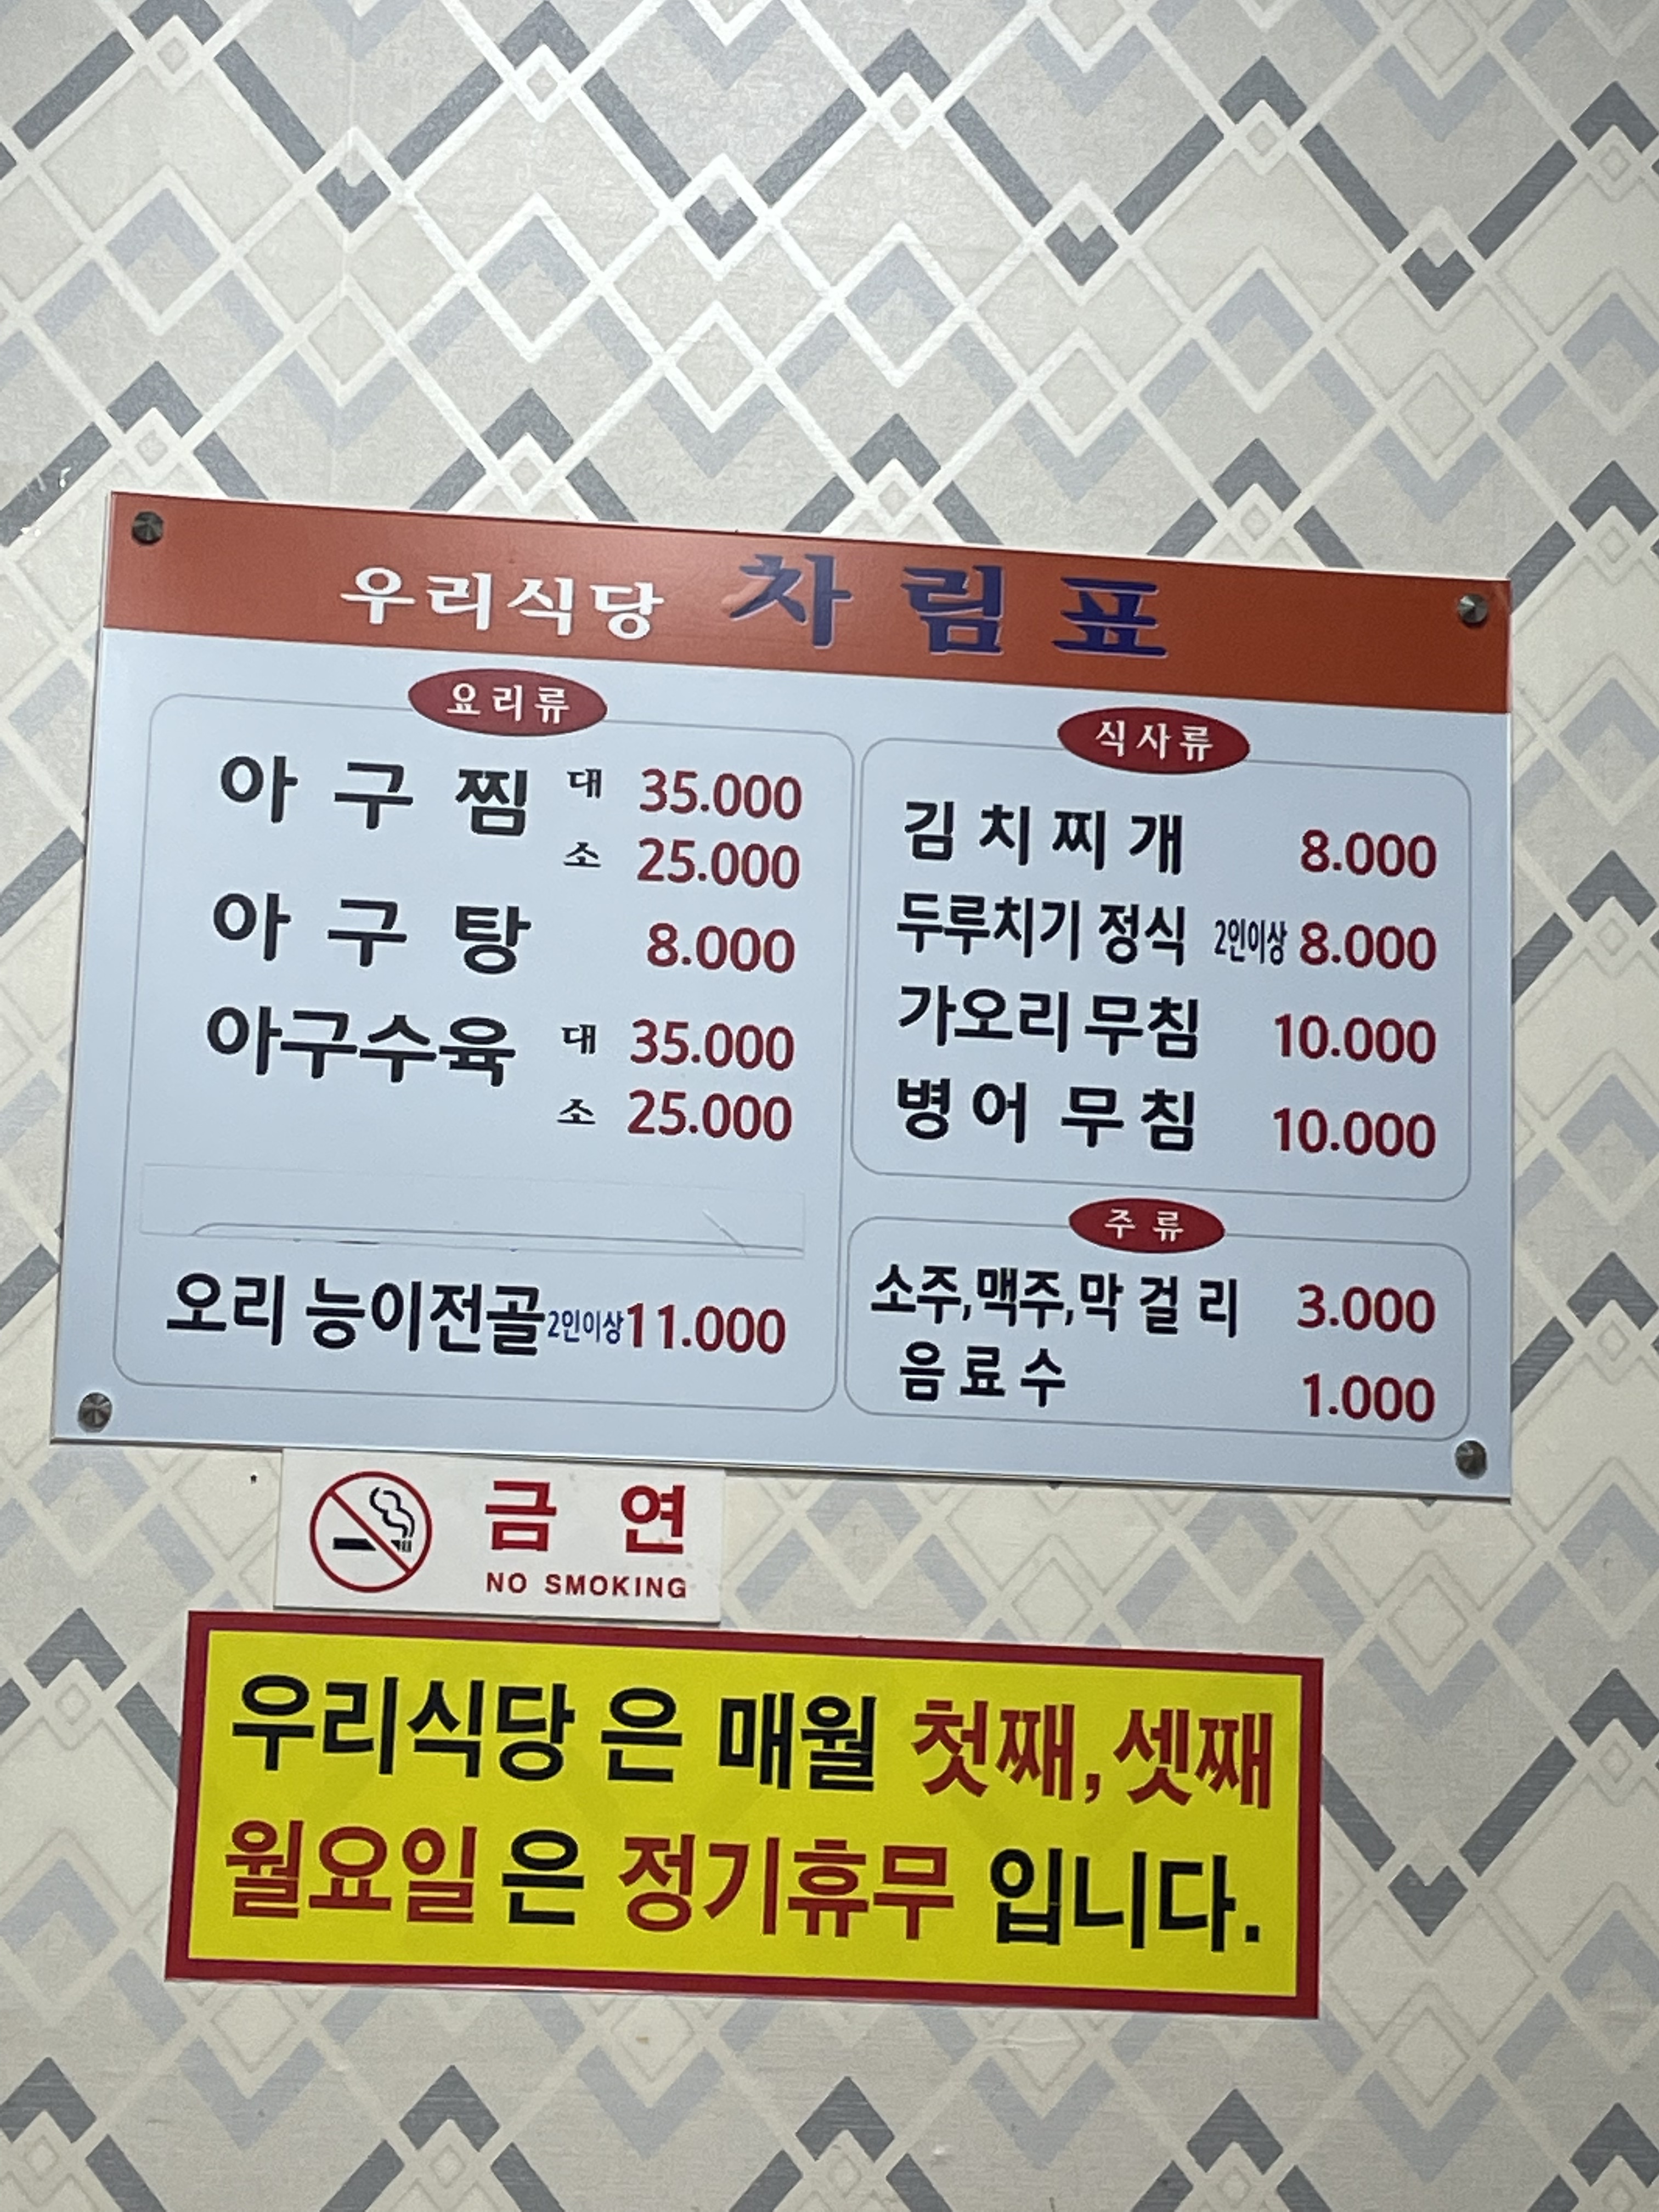 우리식당 차림표
요리류
아구찜 대 35.000
소 25.000
아구탕 8.000
아구수육 대 35.000
소 25.000
오리 능이전골 2인이상 11.000
식사류
김치찌개 8.000
두루치기 정식 2인이상 8.000
가오리무침 10.000
병어 무침 10.000
주류
소주,맥주,막걸리 3.000
음료수 1.000
금연
NO SMOKING
우리식당은 매월 첫째, 셋째
월요일은 정기휴무 입니다.